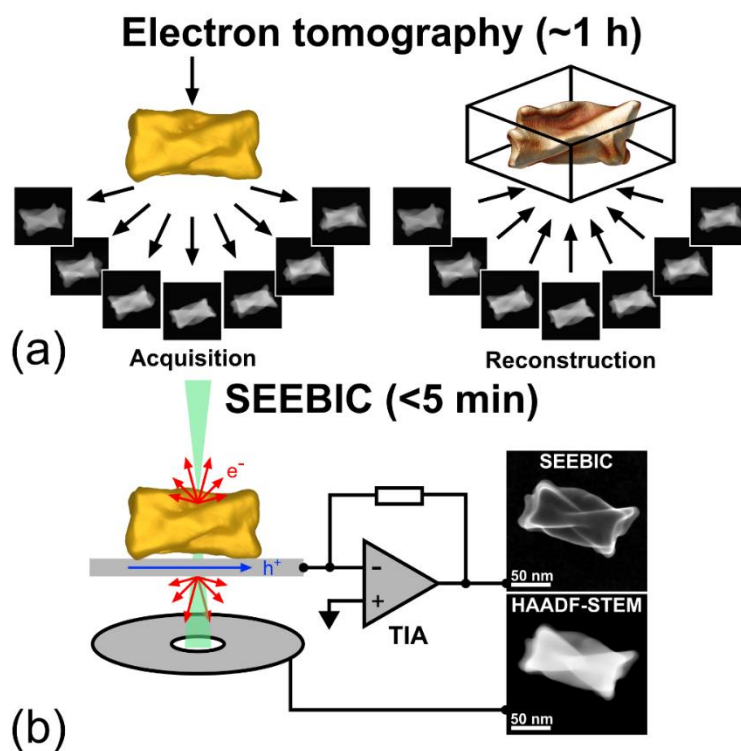 Electron tomography (~1 h)
(a)
Acquisition
Reconstruction
SEEBIC (<5 min)
e⁻
h⁺
-
+
TIA
SEEBIC
50 nm
HAADF-STEM
50 nm
(b)